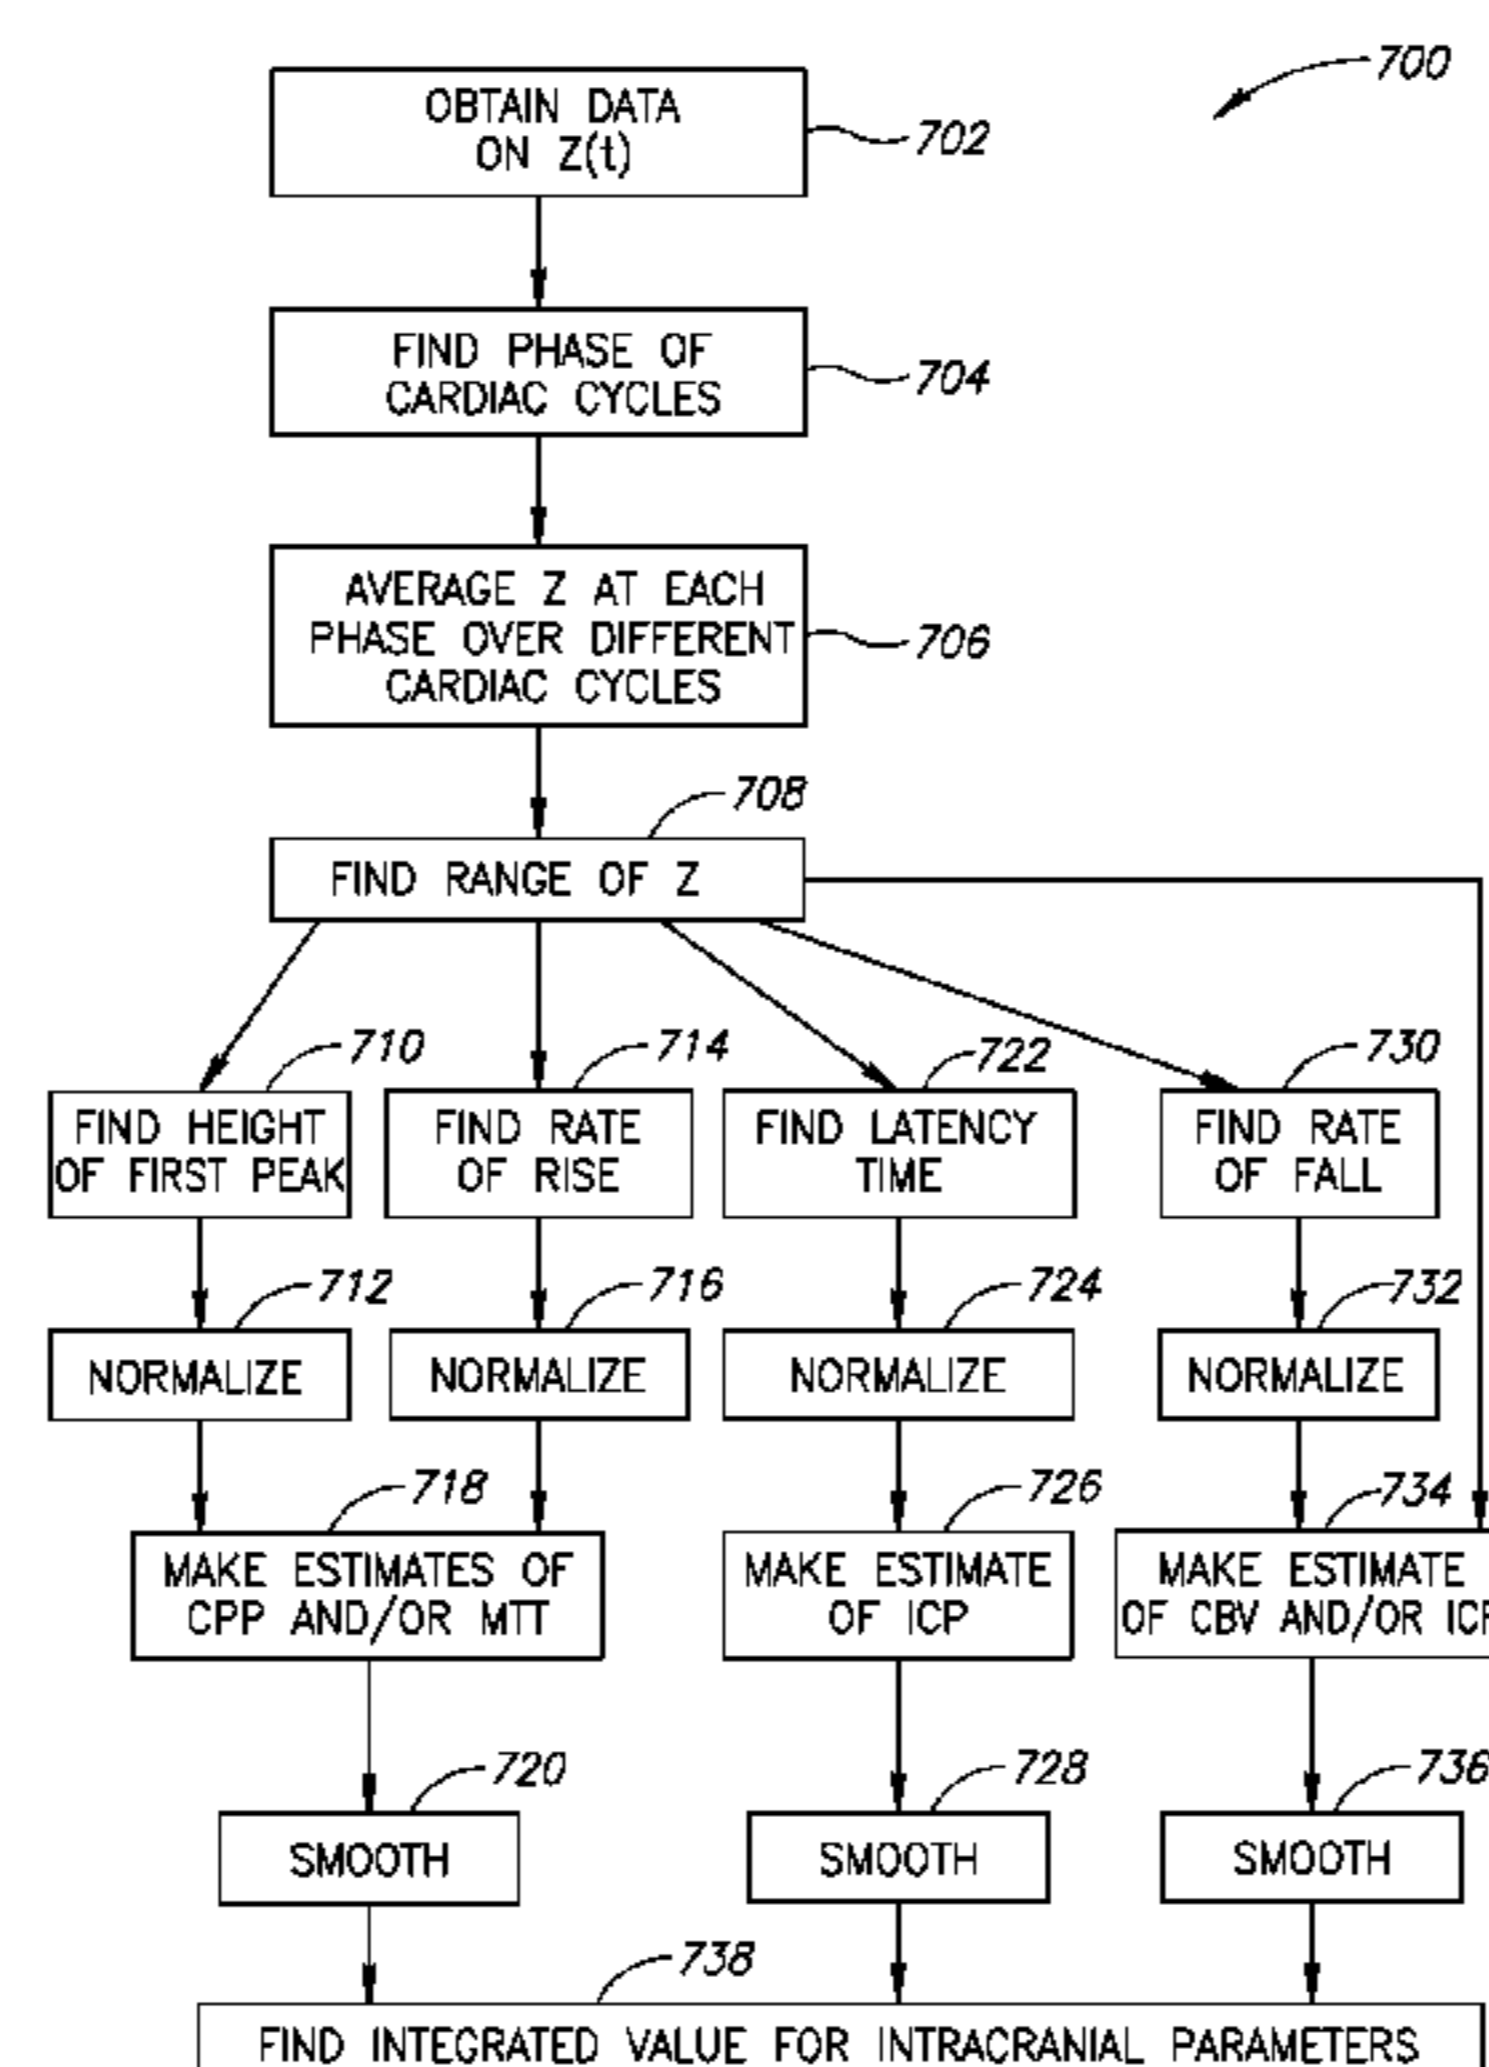 700
OBTAIN DATA
ON Z(t)
702
FIND PHASE OF
CARDIAC CYCLES
704
AVERAGE Z AT EACH
PHASE OVER DIFFERENT
CARDIAC CYCLES
706
708
FIND RANGE OF Z
710
714
722
730
FIND HEIGHT
OF FIRST PEAK
FIND RATE
OF RISE
FIND LATENCY
TIME
FIND RATE
OF FALL
712
716
724
732
NORMALIZE
NORMALIZE
NORMALIZE
NORMALIZE
718
726
734
MAKE ESTIMATES OF
CPP AND/OR MTT
MAKE ESTIMATE
OF ICP
MAKE ESTIMATE
OF CBV AND/OR
720
728
736
SMOOTH
SMOOTH
SMOOTH
738
FIND INTEGRATED VALUE FOR INTRACRANIAL PARAMETERS